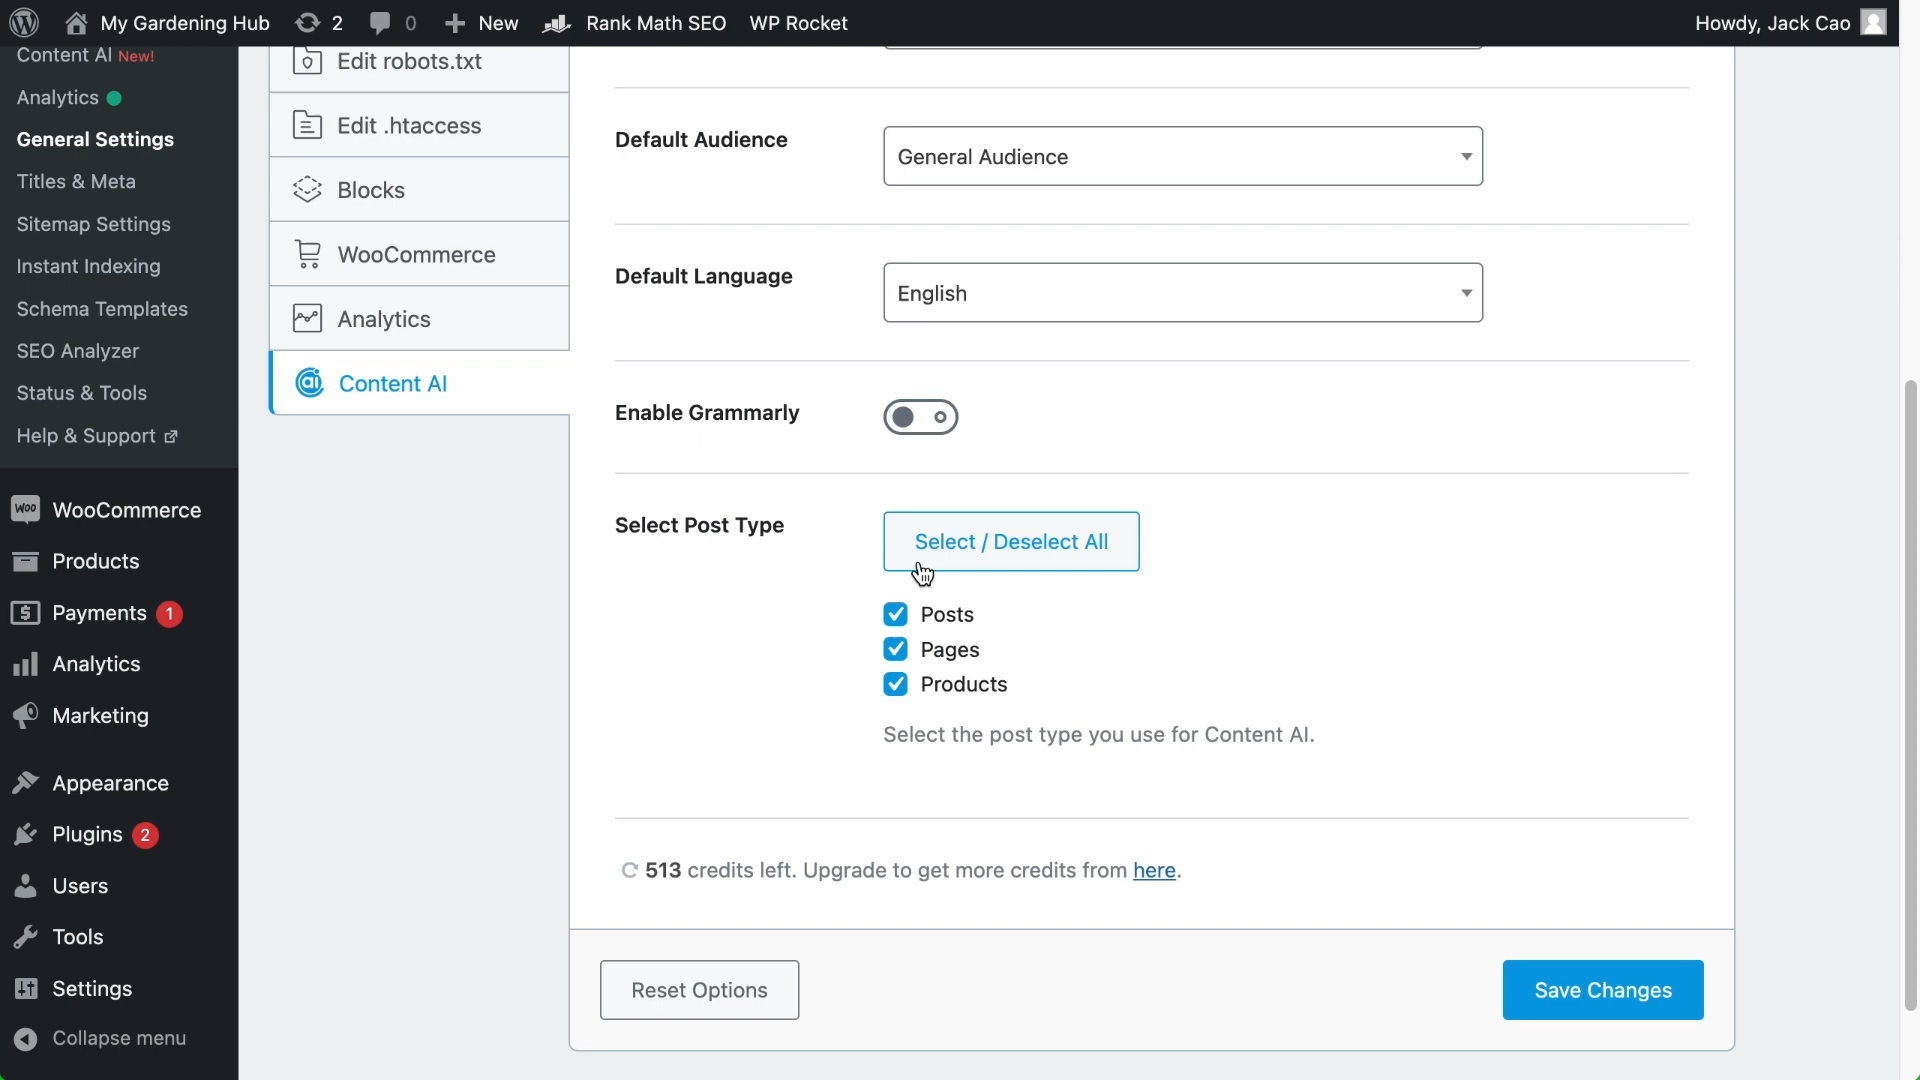 My Gardening Hub 2 0 New Rank Math SEO WP Rocket Howdy, Jack Cao
Content AI New!
Analytics
General Settings
Titles & Meta
Sitemap Settings
Instant Indexing
Schema Templates
SEO Analyzer
Status & Tools
Help & Support
WooCommerce
Products
Payments 1
Analytics
Marketing
Appearance
Plugins 2
Users
Tools
Settings
Collapse menu
Edit robots.txt
Edit .htaccess
Blocks
WooCommerce
Analytics
Content AI
Default Audience
General Audience
Default Language
English
Enable Grammarly
Select Post Type
Select / Deselect All
Posts
Pages
Products
Select the post type you use for Content AI.
513 credits left. Upgrade to get more credits from here.
Reset Options
Save Changes